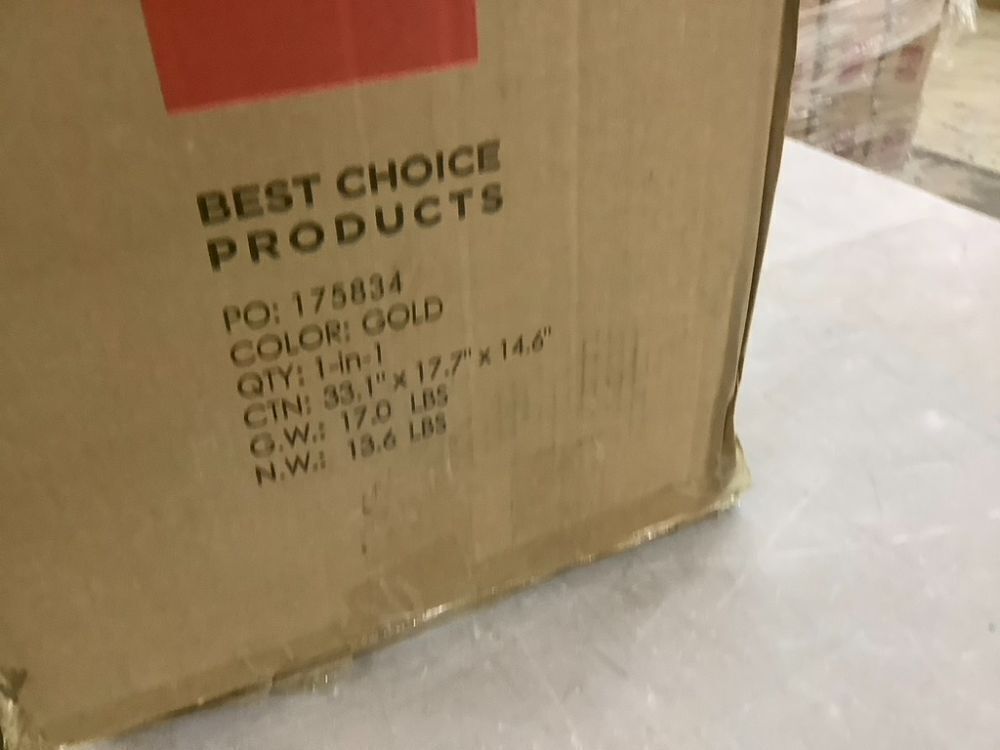 BEST CHOICE
PRODUCTS
PO: 175834
COLOR: GOLD
QTY: 1-in-1
CTN: 33.1" x 17.7" x 14.6"
G.W.: 17.0 LBS
N.W.: 13.6 LBS